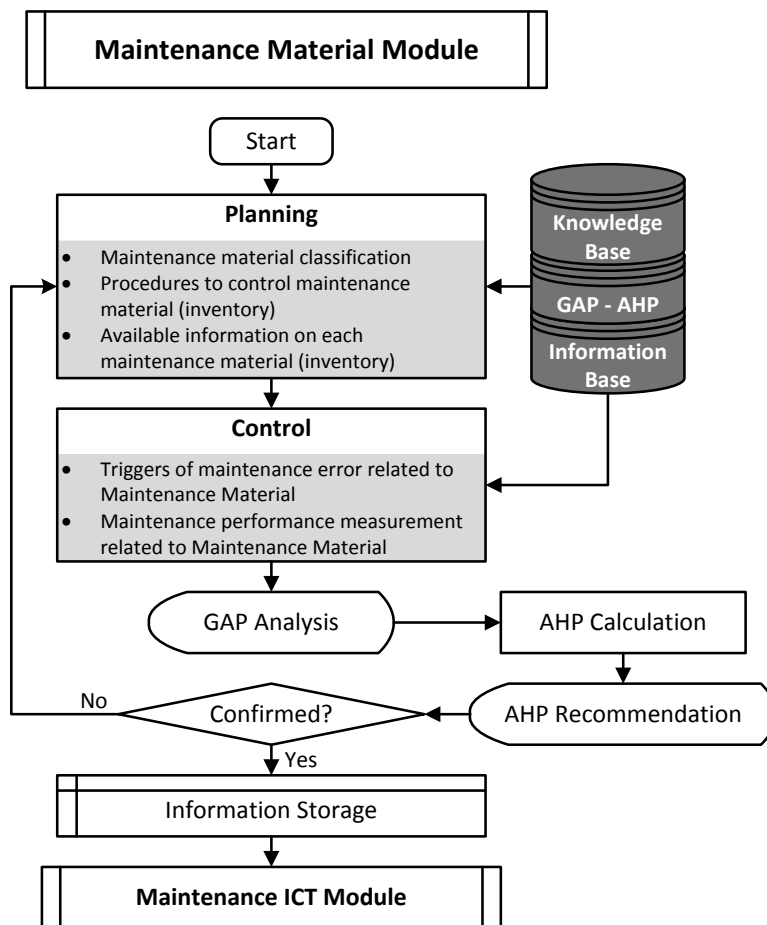 Maintenance Material Module
Start
Planning
• Maintenance material classification
• Procedures to control maintenance
material (inventory)
• Available information on each
maintenance material (inventory)
Knowledge
Base
GAP - AHP
Information
Base
Control
• Triggers of maintenance error related to
Maintenance Material
• Maintenance performance measurement
related to Maintenance Material
GAP Analysis
AHP Calculation
No
Confirmed?
AHP Recommendation
Yes
Information Storage
Maintenance ICT Module